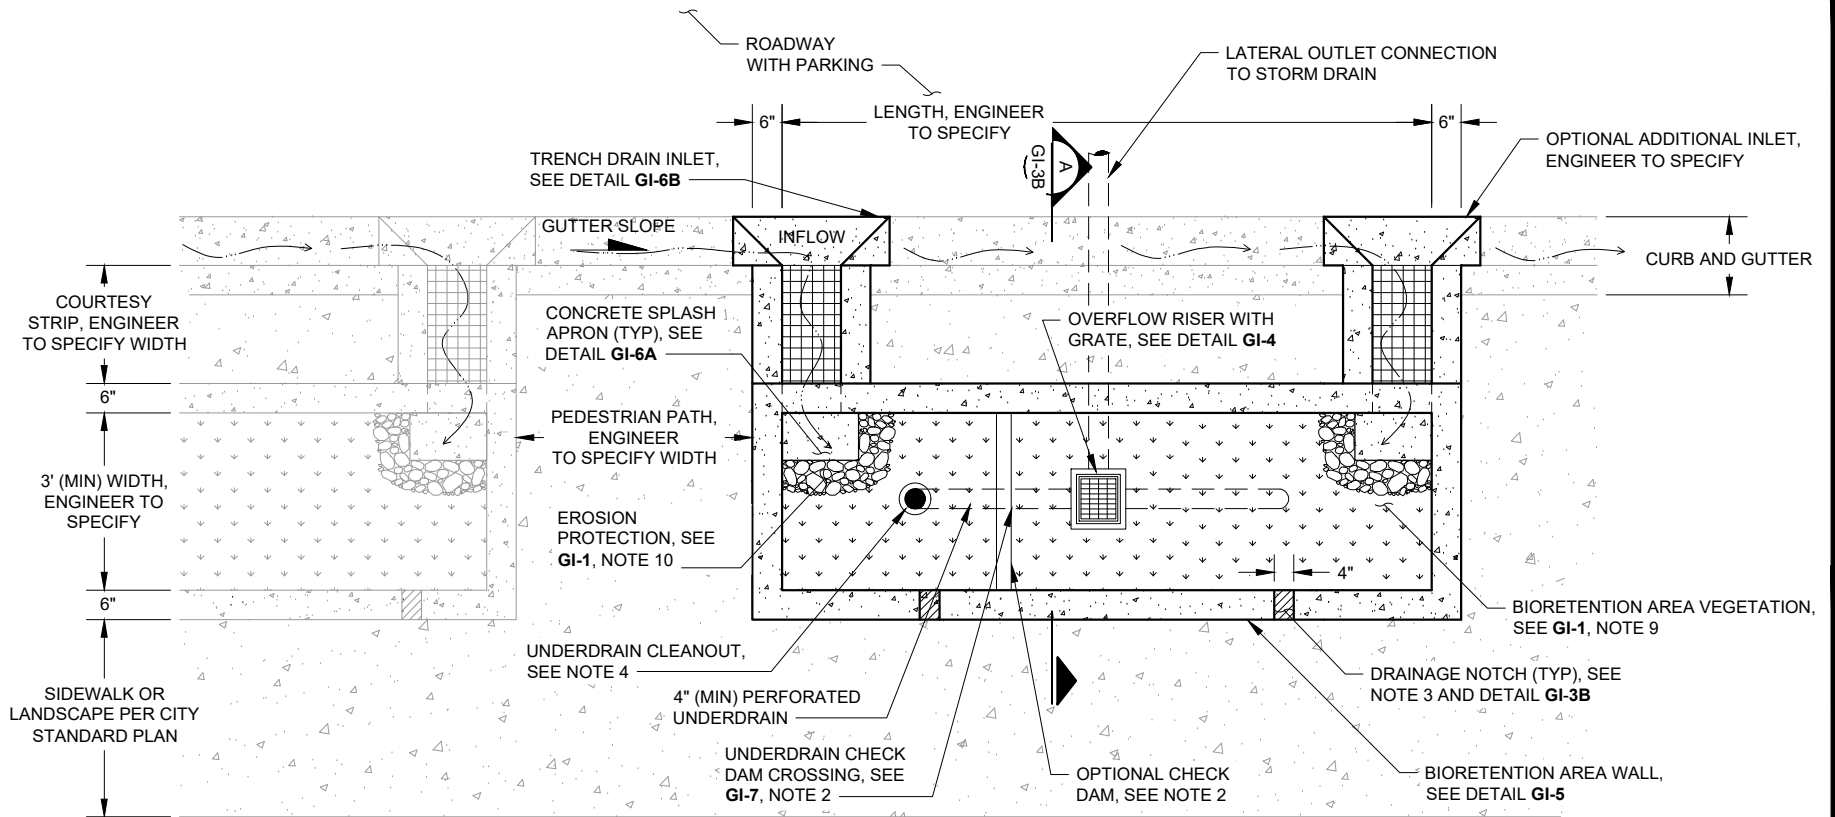 ROADWAY
WITH PARKING
LATERAL OUTLET CONNECTION
TO STORM DRAIN
6"
LENGTH, ENGINEER
TO SPECIFY
6"
OPTIONAL ADDITIONAL INLET,
ENGINEER TO SPECIFY
TRENCH DRAIN INLET,
SEE DETAIL GI-6B
A
GI-3B
GUTTER SLOPE
INFLOW
CURB AND GUTTER
COURTESY
STRIP, ENGINEER
TO SPECIFY WIDTH
CONCRETE SPLASH
APRON (TYP), SEE
DETAIL GI-6A
OVERFLOW RISER WITH
GRATE, SEE DETAIL GI-4
6"
PEDESTRIAN PATH,
ENGINEER
TO SPECIFY WIDTH
3' (MIN) WIDTH,
ENGINEER TO
SPECIFY
EROSION
PROTECTION, SEE
GI-1, NOTE 10
4"
6"
BIORETENTION AREA VEGETATION,
SEE GI-1, NOTE 9
UNDERDRAIN CLEANOUT,
SEE NOTE 4
DRAINAGE NOTCH (TYP), SEE
NOTE 3 AND DETAIL GI-3B
4" (MIN) PERFORATED
UNDERDRAIN
SIDEWALK OR
LANDSCAPE PER CITY
STANDARD PLAN
UNDERDRAIN CHECK
DAM CROSSING, SEE
GI-7, NOTE 2
OPTIONAL CHECK
DAM, SEE NOTE 2
BIORETENTION AREA WALL,
SEE DETAIL GI-5